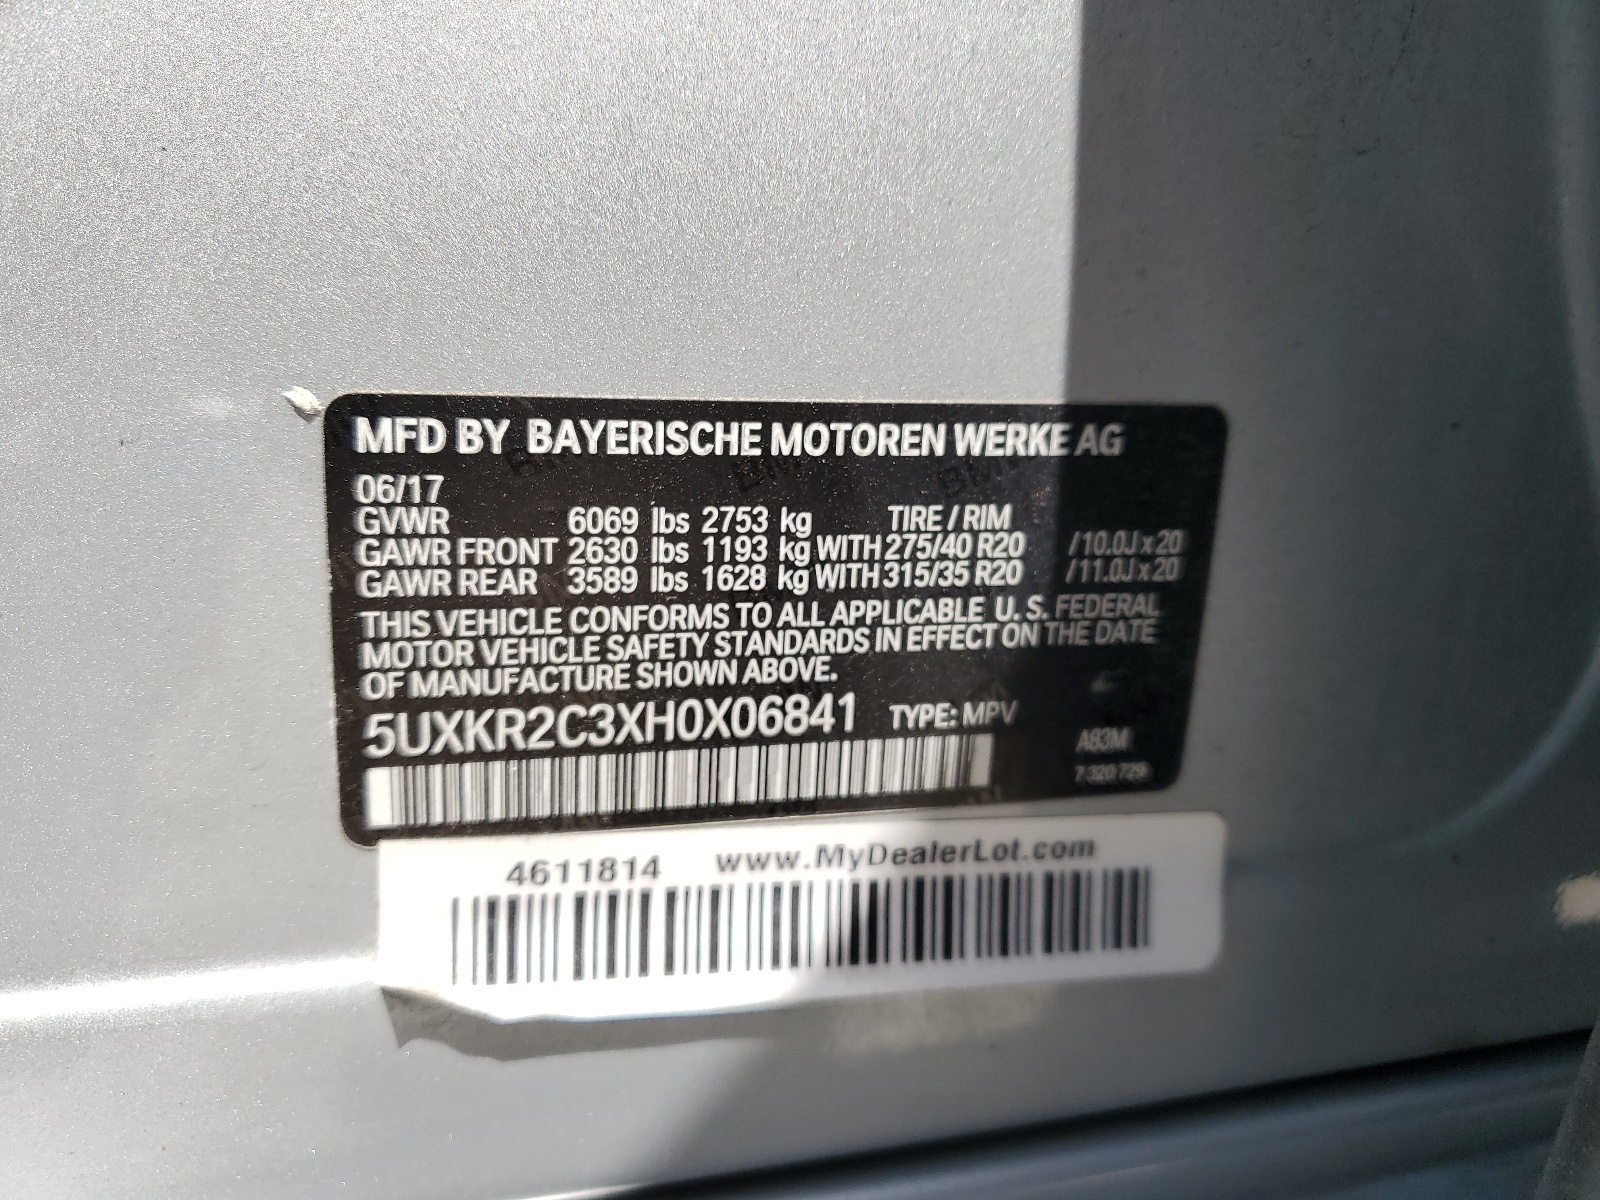 MFD BY BAYERISCHE MOTOREN WERKE AG
06/17
GVWR 6069 lbs 2753 kg TIRE / RIM
GAWR FRONT 2630 lbs 1193 kg WITH 275/40 R20 /10.0J x 20
GAWR REAR 3589 lbs 1628 kg WITH 315/35 R20 /11.0J x 20
THIS VEHICLE CONFORMS TO ALL APPLICABLE U. S. FEDERAL
MOTOR VEHICLE SAFETY STANDARDS IN EFFECT ON THE DATE
OF MANUFACTURE SHOWN ABOVE.
5UXKR2C3XH0X06841 TYPE: MPV
A83M
7 320 729
4611814 www.MyDealerLot.com